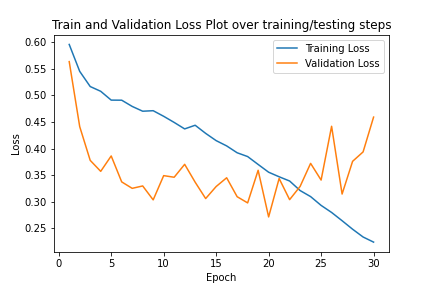 Train and Validation Loss Plot over training/testing steps
Training Loss
Validation Loss
0.60
0.55
0.50
0.45
0.40
0.35
0.30
0.25
Loss
0 5 10 15 20 25 30
Epoch